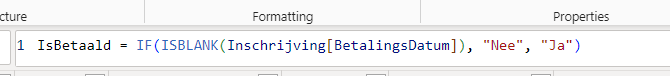 cture
Formatting
Properties
1 IsBetaald = IF(ISBLANK(Inschrijving[BetalingsDatum]), "Nee", "Ja")